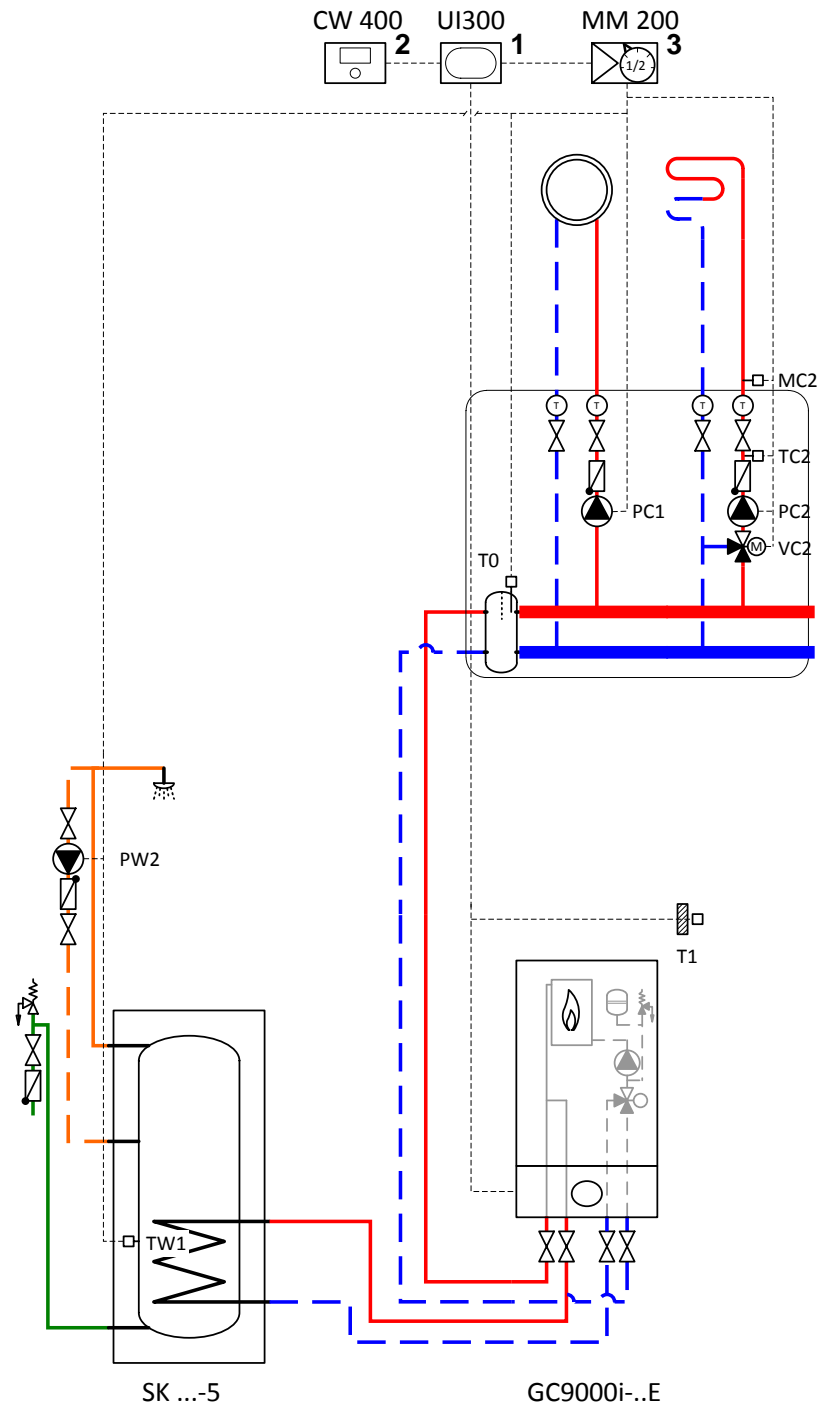 CW 400 UI300 MM 200
2 1 3
1/2
MC2
T T T T
TC2
PC1 PC2
M VC2
T0
PW2
T1
TW1
SK ...-5 GC9000i-..E